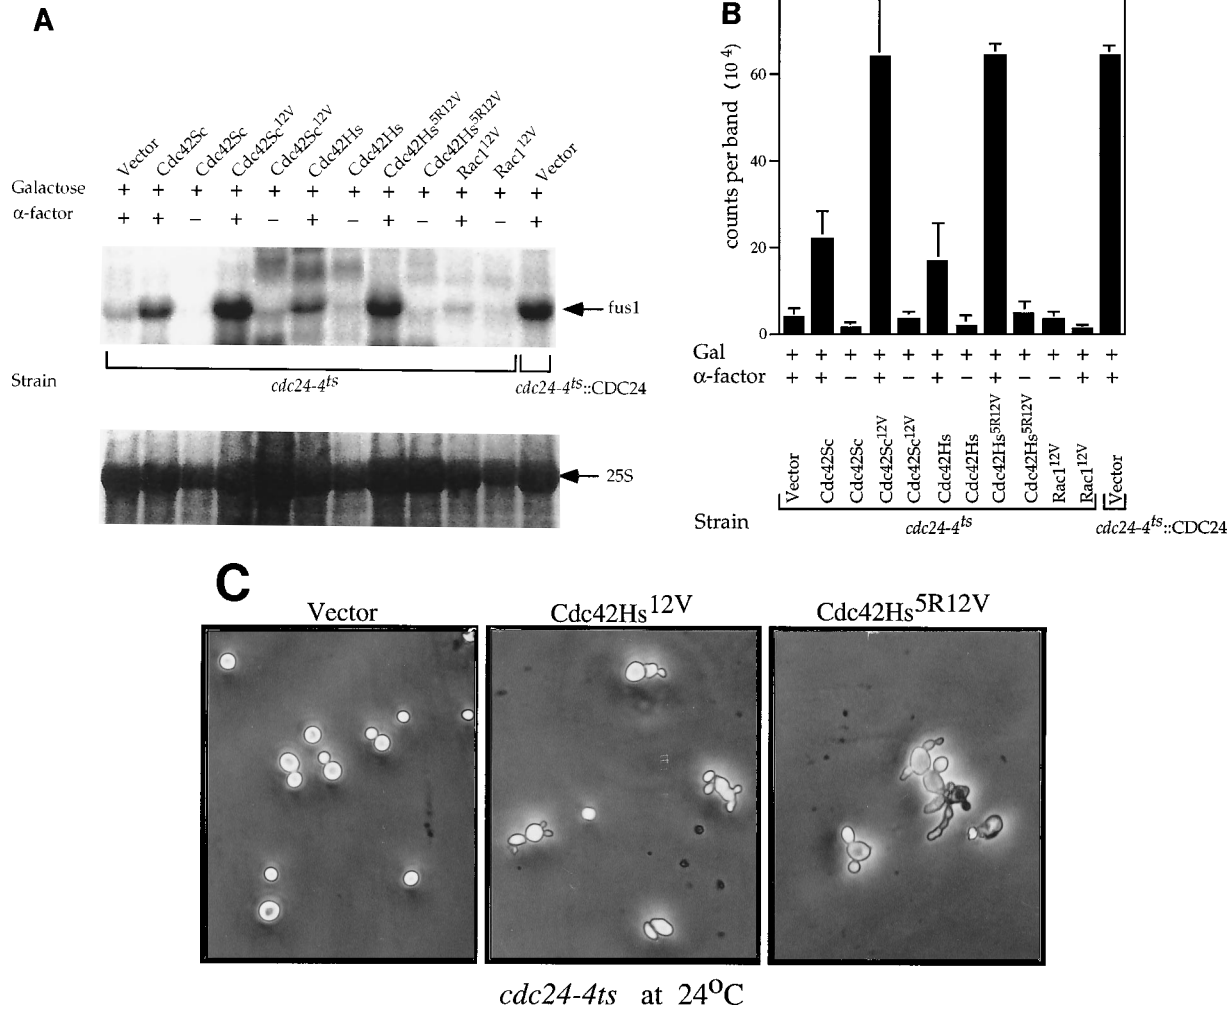 A
Vector
Cdc42Sc
Cdc42Sc
Cdc42Sc12V
Cdc42Sc12V
Cdc42Hs
Cdc42Hs
Cdc42Hs5R12V
Cdc42Hs5R12V
Rac112V
Rac112V
Vector
Galactose + + + + + + + + + + + +
α-factor + + − + − + − + − + − +
fus1
Strain
cdc24-4ts
cdc24-4ts::CDC24
25S
B
counts per band (10 4)
60
40
20
0
Gal + + + + + + + + + + + +
α-factor + + − + − + − + − − + +
Vector
Cdc42Sc
Cdc42Sc
Cdc42Sc12V
Cdc42Sc12V
Cdc42Hs
Cdc42Hs
Cdc42Hs5R12V
Cdc42Hs5R12V
Rac112V
Rac112V
Vector
Strain
cdc24-4ts
cdc24-4ts::CDC24
C
Vector
Cdc42Hs12V
Cdc42Hs5R12V
cdc24-4ts at 24oC